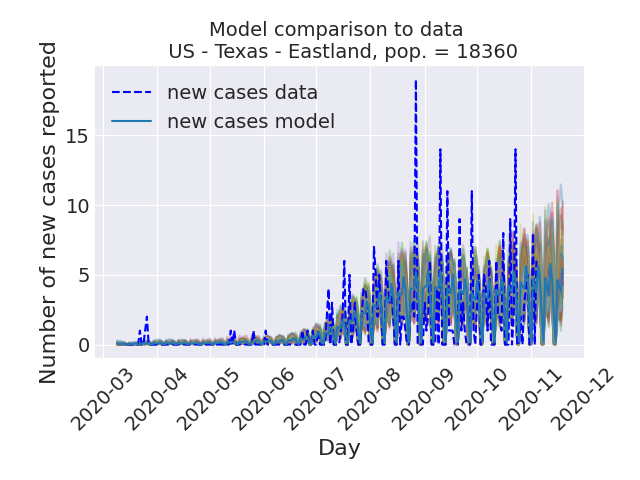 Model comparison to data
US - Texas - Eastland, pop. = 18360
Number of new cases reported
new cases data
new cases model
15
10
5
0
2020-03
2020-04
2020-05
2020-06
2020-07
2020-08
2020-09
2020-10
2020-11
2020-12
Day